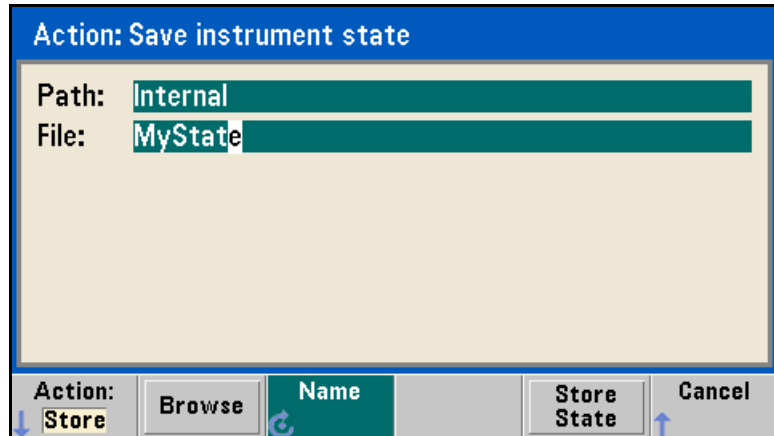 Action: Save instrument state
Path: Internal
File: MyState
Action:
Store
Browse
Name
Store
State
Cancel